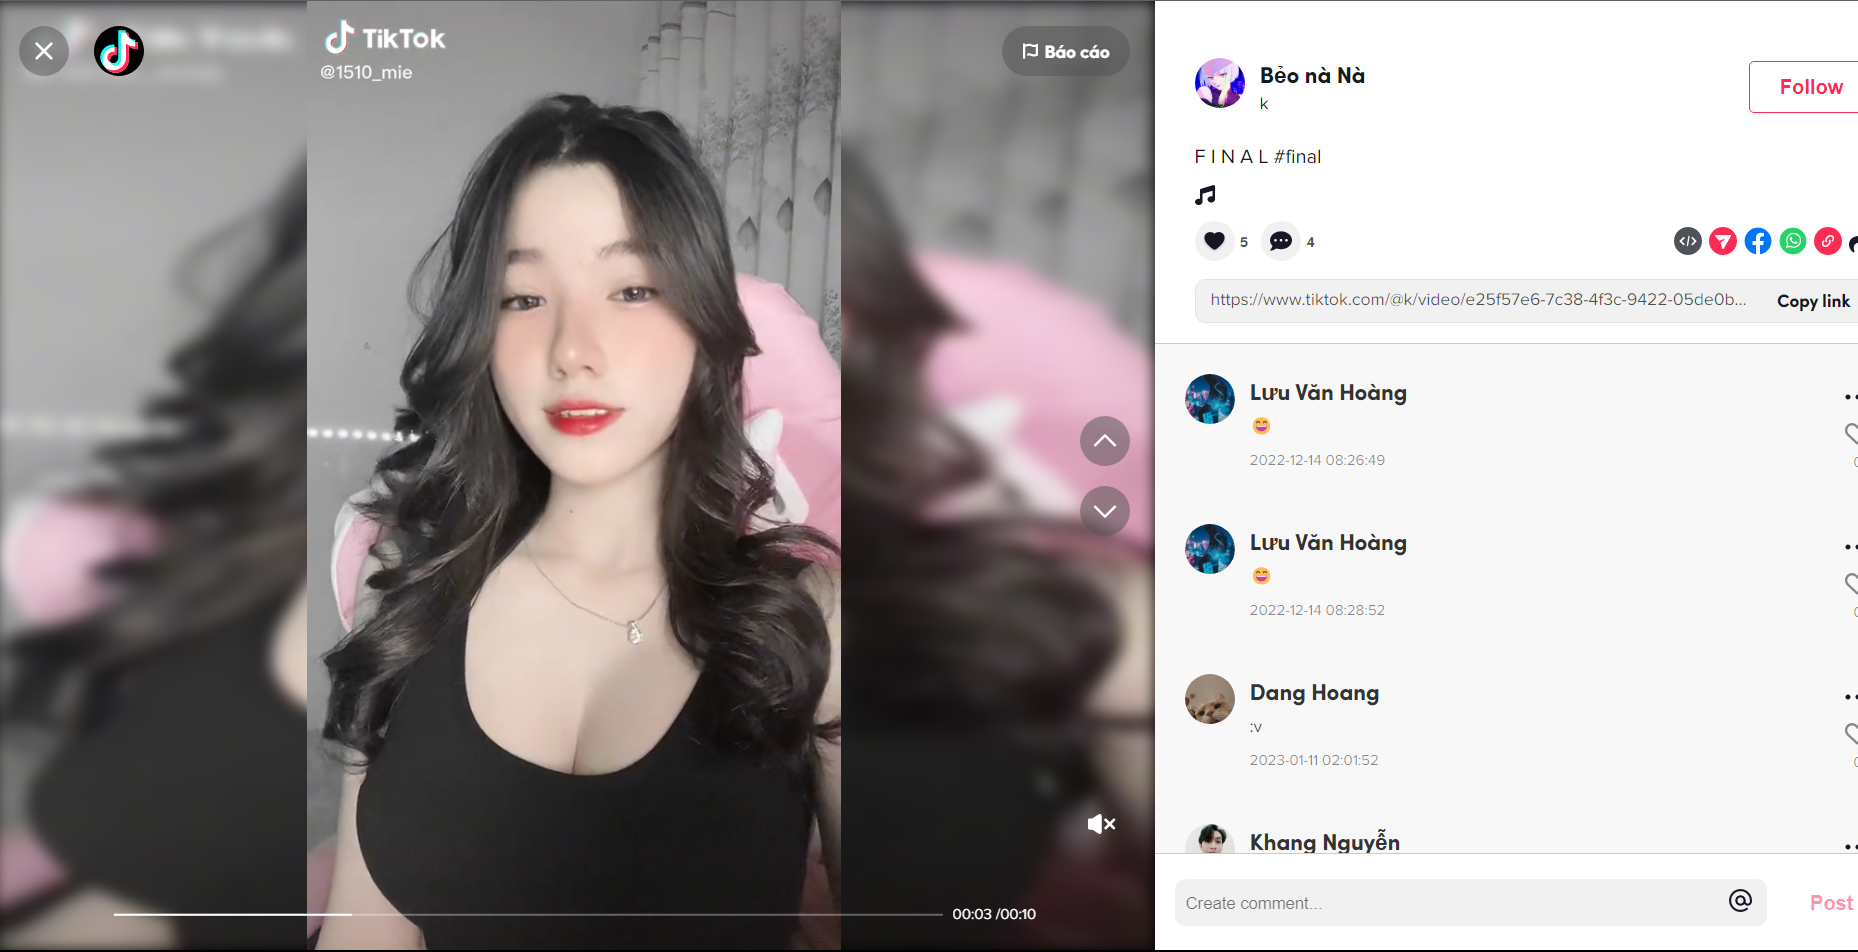 TikTok
@1510_mie
Báo cáo
00:03 /00:10
Bẻo nà Nà
k
Follow
F I N A L #final
5
4
https://www.tiktok.com/@k/video/e25f57e6-7c38-4f3c-9422-05de0b...
Copy link
Lưu Văn Hoàng
😄
2022-12-14 08:26:49
Lưu Văn Hoàng
😄
2022-12-14 08:28:52
Dang Hoang
:v
2023-01-11 02:01:52
Khang Nguyễn
Create comment...
@
Post